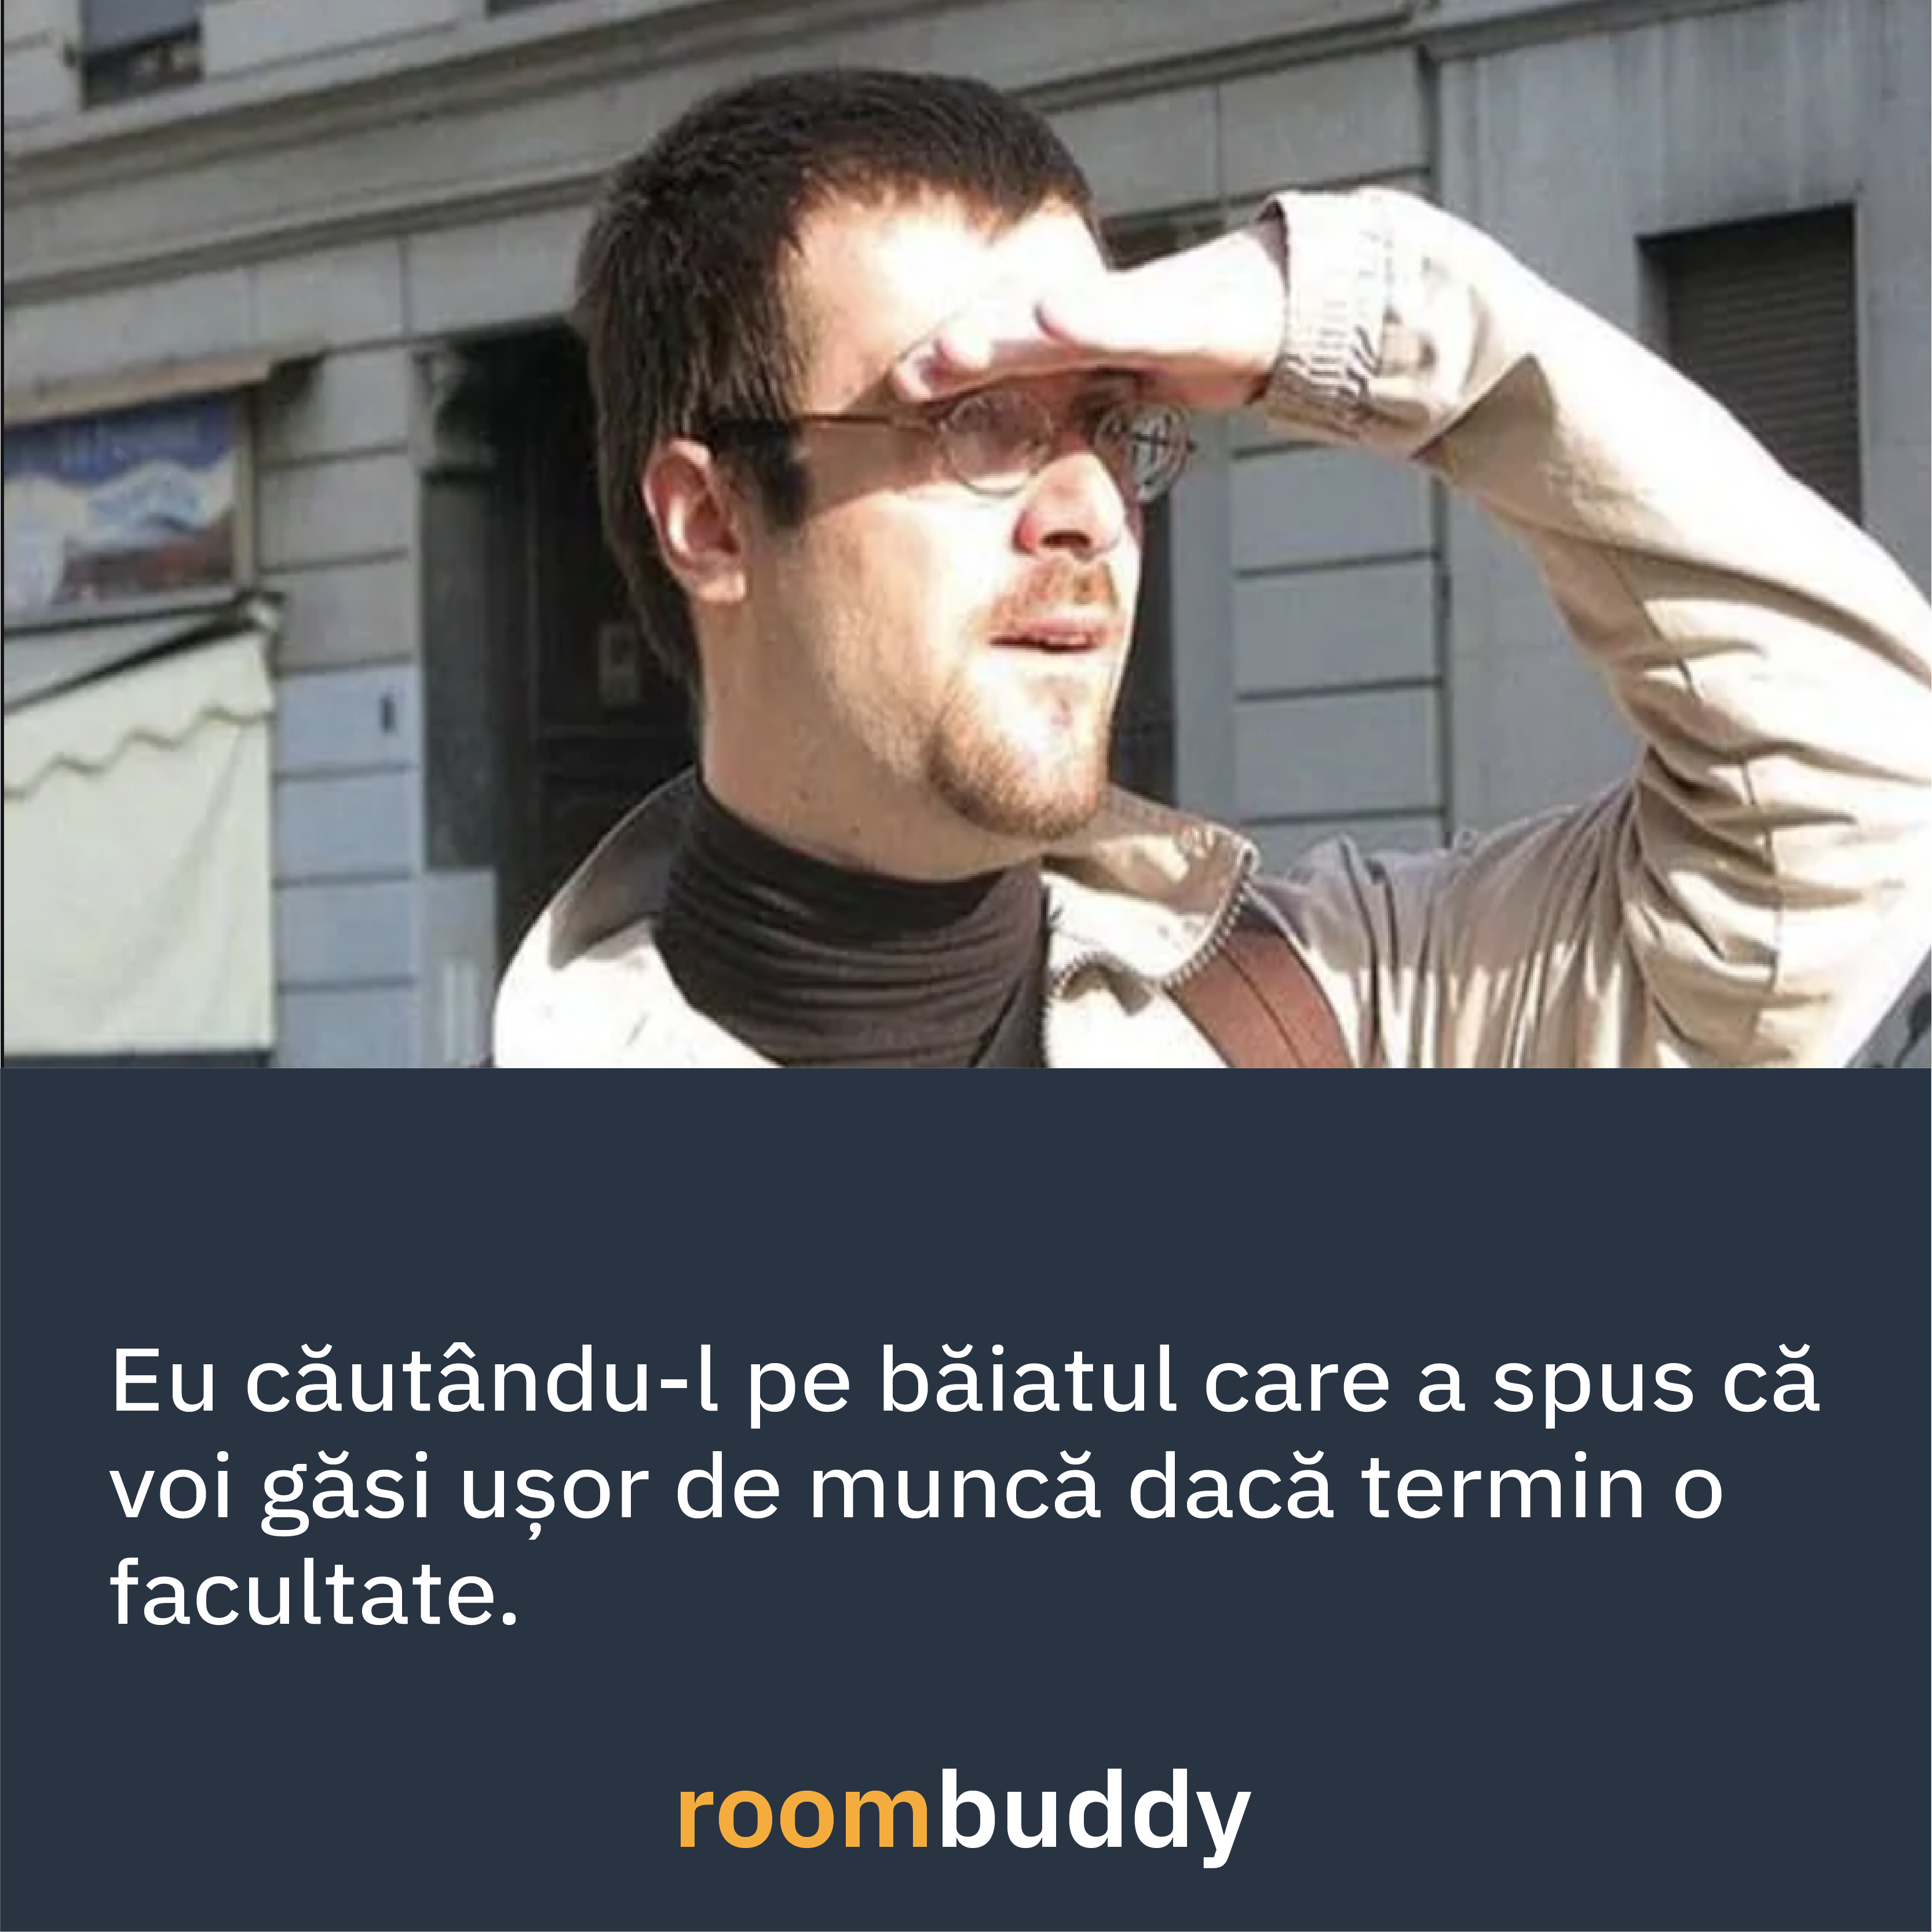 Eu căutându-l pe băiatul care a spus că
voi găsi ușor de muncă dacă termin o
facultate.
roombuddy